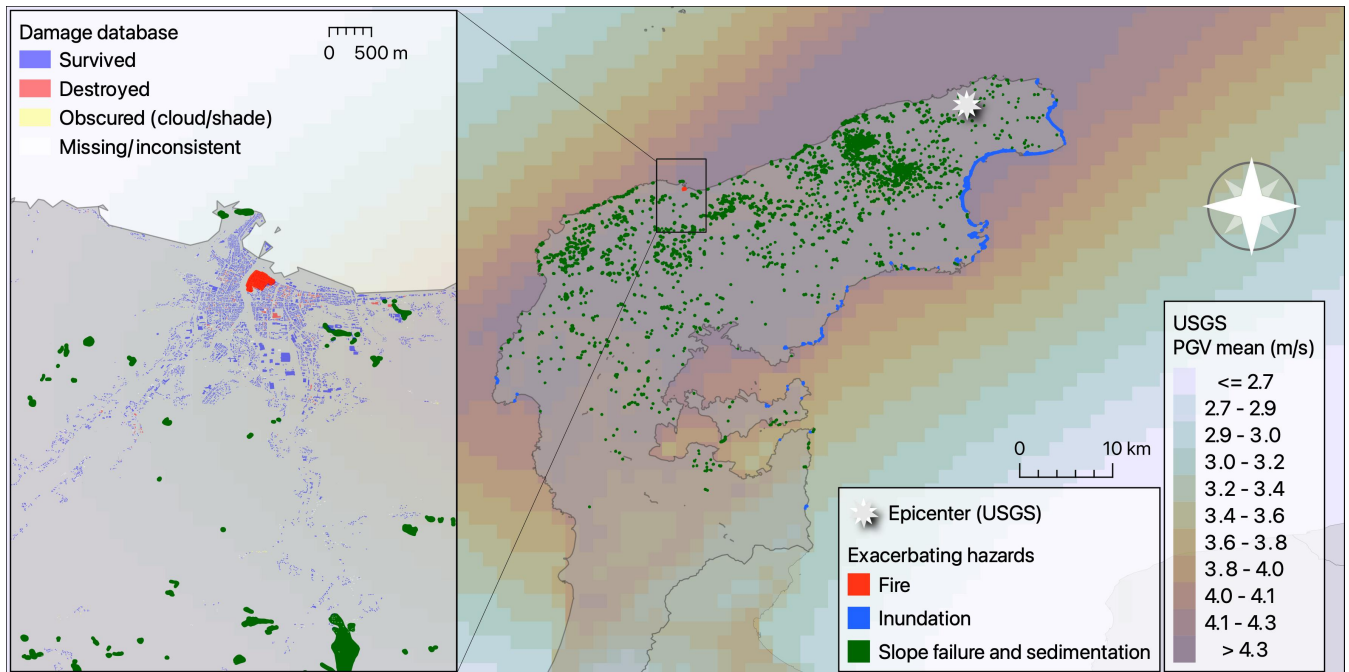 Damage database
Survived
Destroyed
Obscured (cloud/shade)
Missing/inconsistent
0 500 m
0 10 km
Epicenter (USGS)
Exacerbating hazards
Fire
Inundation
Slope failure and sedimentation
USGS
PGV mean (m/s)
<= 2.7
2.7 - 2.9
2.9 - 3.0
3.0 - 3.2
3.2 - 3.4
3.4 - 3.6
3.6 - 3.8
3.8 - 4.0
4.0 - 4.1
4.1 - 4.3
> 4.3